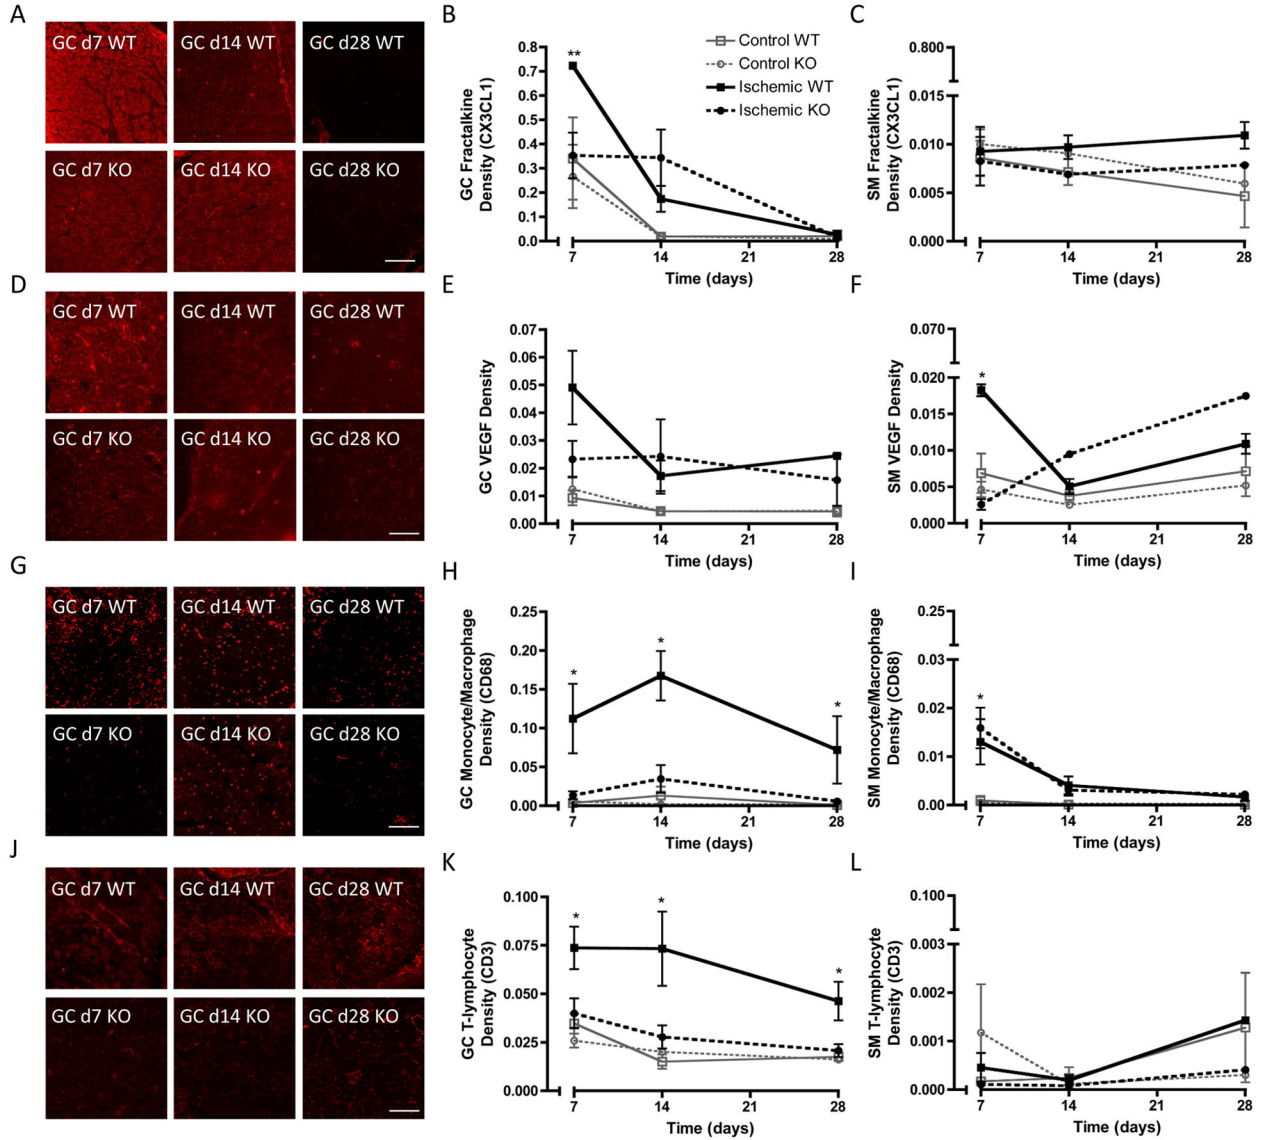 A
GC d7 WT
GC d14 WT
GC d28 WT
GC d7 KO
GC d14 KO
GC d28 KO
B
GC Fractalkine
Density (CX3CL1)
0.8
0.7
0.6
0.5
0.4
0.3
0.2
0.1
0.0
**
Control WT
Control KO
Ischemic WT
Ischemic KO
7
14
21
28
Time (days)
C
SM Fractalkine
Density (CX3CL1)
0.800
0.015
0.010
0.005
0.000
7
14
21
28
Time (days)
D
GC d7 WT
GC d14 WT
GC d28 WT
GC d7 KO
GC d14 KO
GC d28 KO
E
GC VEGF Density
0.07
0.06
0.05
0.04
0.03
0.02
0.01
0.00
7
14
21
28
Time (days)
F
SM VEGF Density
0.070
0.020
0.015
0.010
0.005
0.000
*
7
14
21
28
Time (days)
G
GC d7 WT
GC d14 WT
GC d28 WT
GC d7 KO
GC d14 KO
GC d28 KO
H
GC Monocyte/Macrophage
Density (CD68)
0.25
0.20
0.15
0.10
0.05
0.00
*
*
*
7
14
21
28
Time (days)
I
SM Monocyte/Macrophage
Density (CD68)
0.25
0.03
0.02
0.01
0.00
*
7
14
21
28
Time (days)
J
GC d7 WT
GC d14 WT
GC d28 WT
GC d7 KO
GC d14 KO
GC d28 KO
K
GC T-lymphocyte
Density (CD3)
0.100
0.075
0.050
0.025
0.000
*
*
*
7
14
21
28
Time (days)
L
SM T-lymphocyte
Density (CD3)
0.100
0.003
0.002
0.001
0.000
7
14
21
28
Time (days)